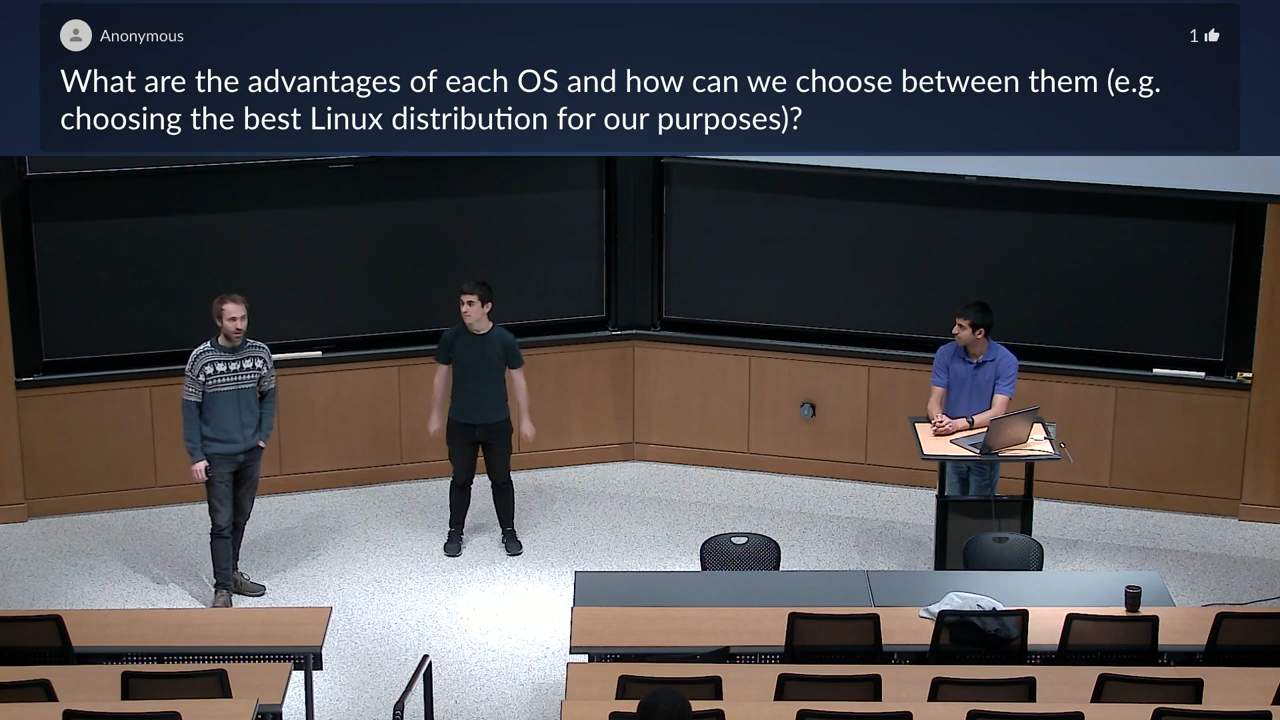 Anonymous
1
What are the advantages of each OS and how can we choose between them (e.g.
choosing the best Linux distribution for our purposes)?